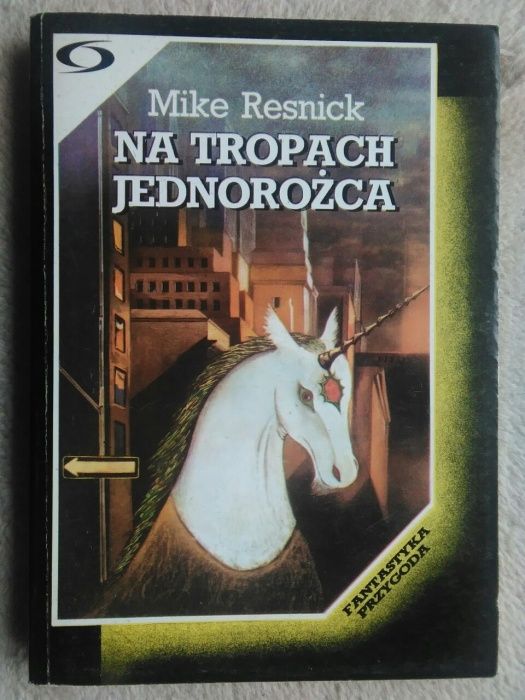 Mike Resnick
NA TROPACH
JEDNOROŻCA
FANTASTYKA
PRZYGODA